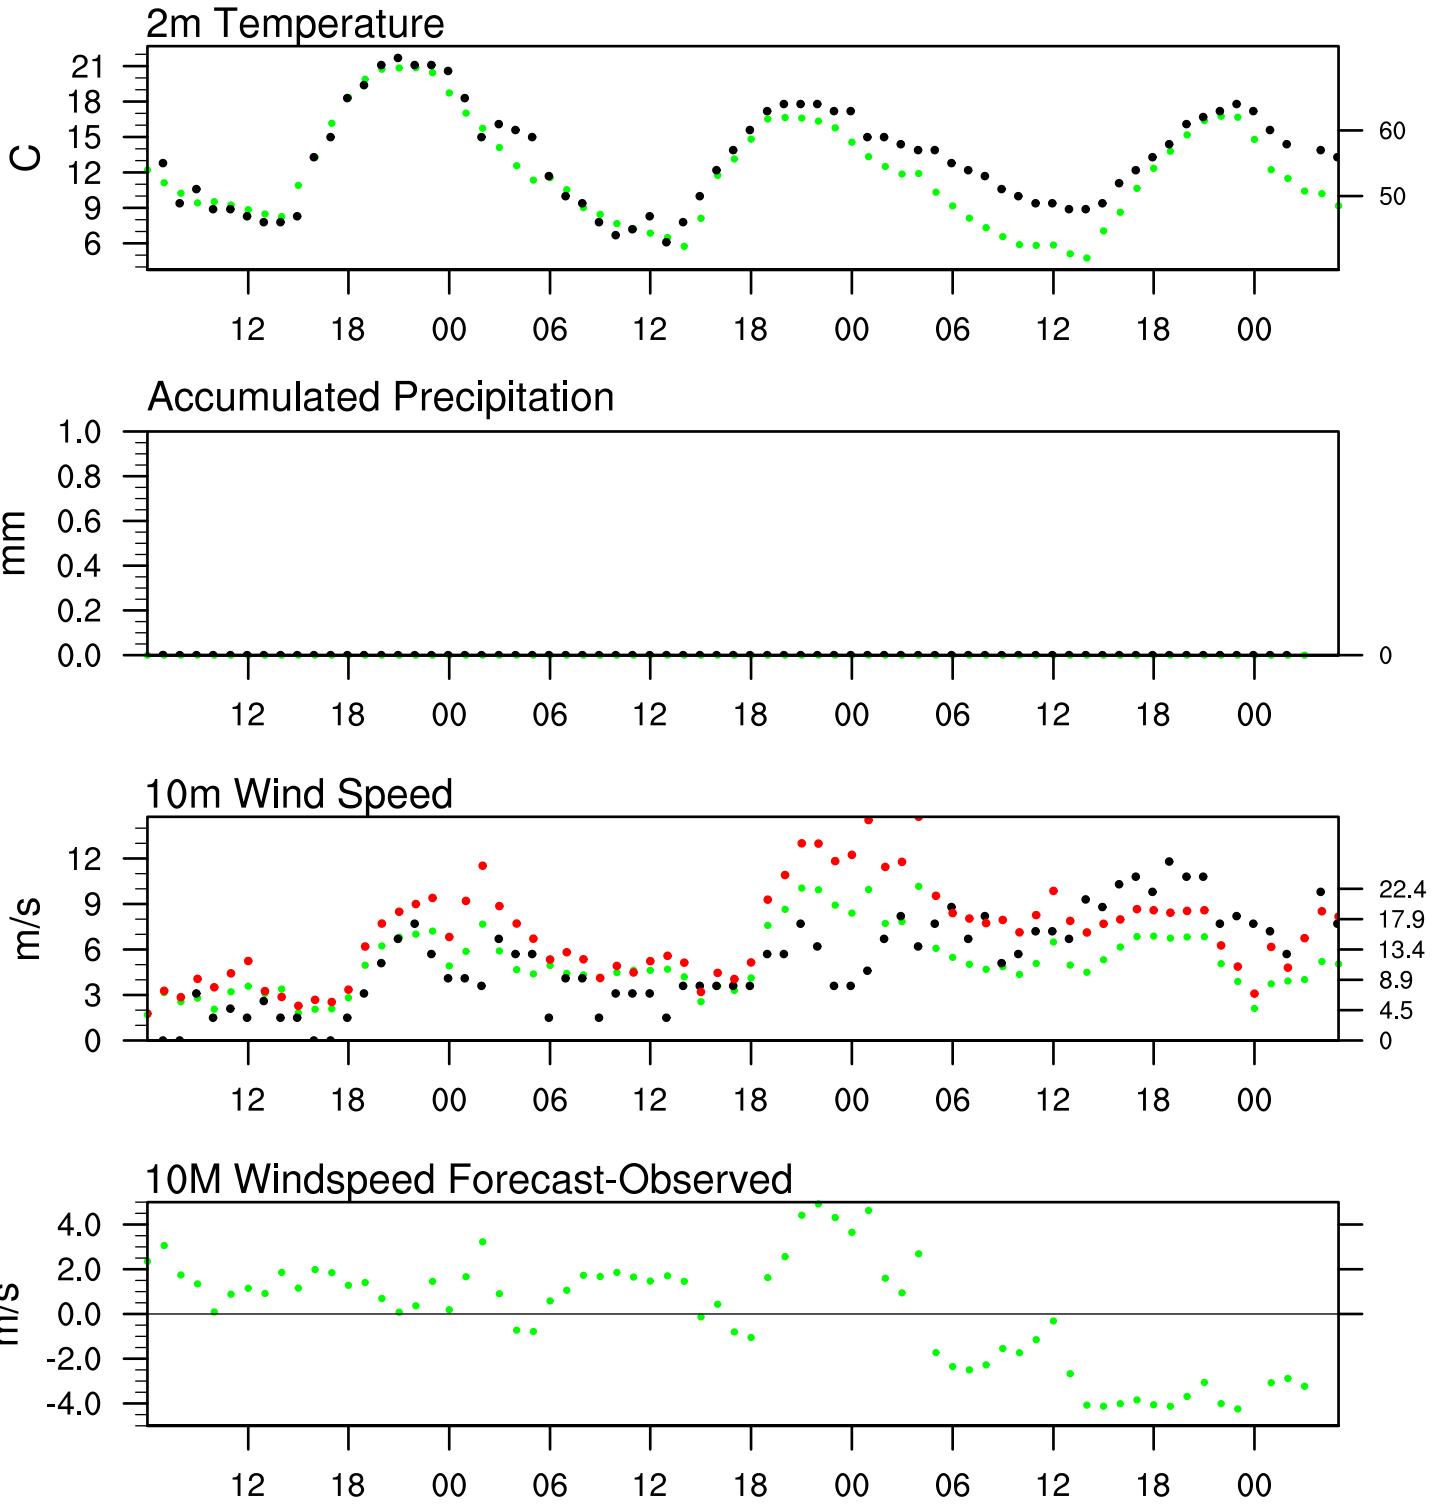 2m Temperature
21
18
15
12
9
6
C
60
50
12 18 00 06 12 18 00 06 12 18 00
Accumulated Precipitation
1.0
0.8
0.6
0.4
0.2
0.0
mm
0
12 18 00 06 12 18 00 06 12 18 00
10m Wind Speed
12
9
6
3
0
m/s
22.4
17.9
13.4
8.9
4.5
0
12 18 00 06 12 18 00 06 12 18 00
10M Windspeed Forecast-Observed
4.0
2.0
0.0
-2.0
-4.0
m/s
12 18 00 06 12 18 00 06 12 18 00